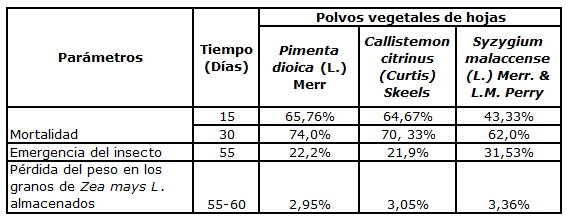 Parámetros
Tiempo
(Días)
Polvos vegetales de hojas
Pimenta
dioica (L.)
Merr
Callistemon
citrinus
(Curtis)
Skeels
Syzygium
malaccense
(L.) Merr. &
L.M. Perry
Mortalidad
15 65,76% 64,67% 43,33%
30 74,0% 70, 33% 62,0%
Emergencia del insecto 55 22,2% 21,9% 31,53%
Pérdida del peso en los
granos de Zea mays L.
almacenados 55-60 2,95% 3,05% 3,36%